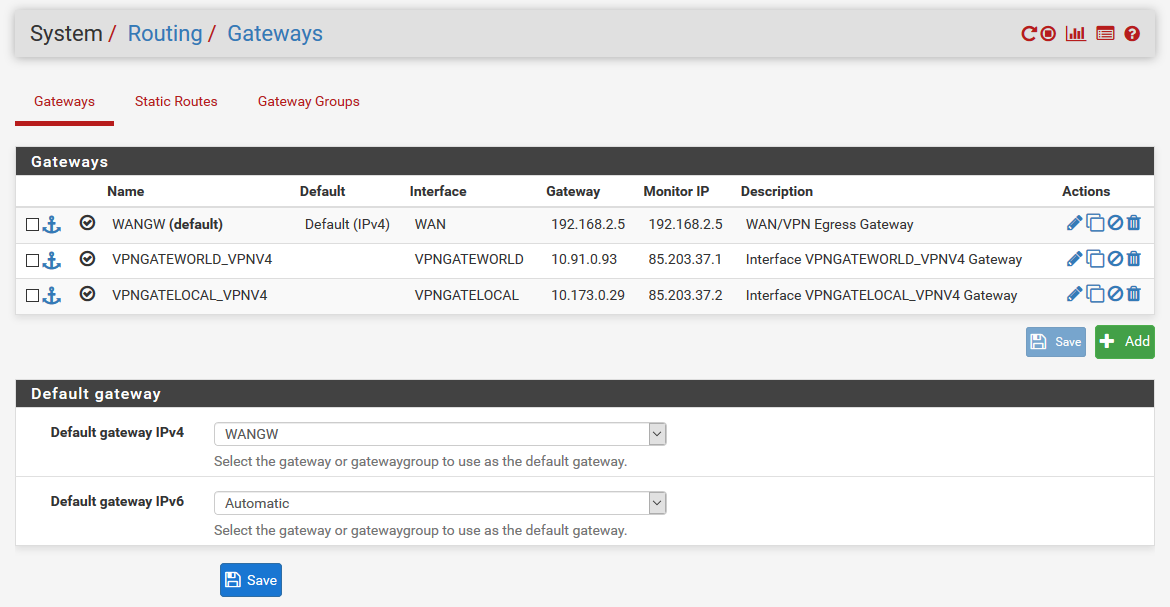 System / Routing / Gateways
Gateways Static Routes Gateway Groups
Gateways
Name Default Interface Gateway Monitor IP Description Actions
WANGW (default) Default (IPv4) WAN 192.168.2.5 192.168.2.5 WAN/VPN Egress Gateway
VPNGATEWORLD_VPNV4 VPNGATEWORLD 10.91.0.93 85.203.37.1 Interface VPNGATEWORLD_VPNV4 Gateway
VPNGATELOCAL_VPNV4 VPNGATELOCAL 10.173.0.29 85.203.37.2 Interface VPNGATELOCAL_VPNV4 Gateway
Save Add
Default gateway
Default gateway IPv4 WANGW
Select the gateway or gatewaygroup to use as the default gateway.
Default gateway IPv6 Automatic
Select the gateway or gatewaygroup to use as the default gateway.
Save